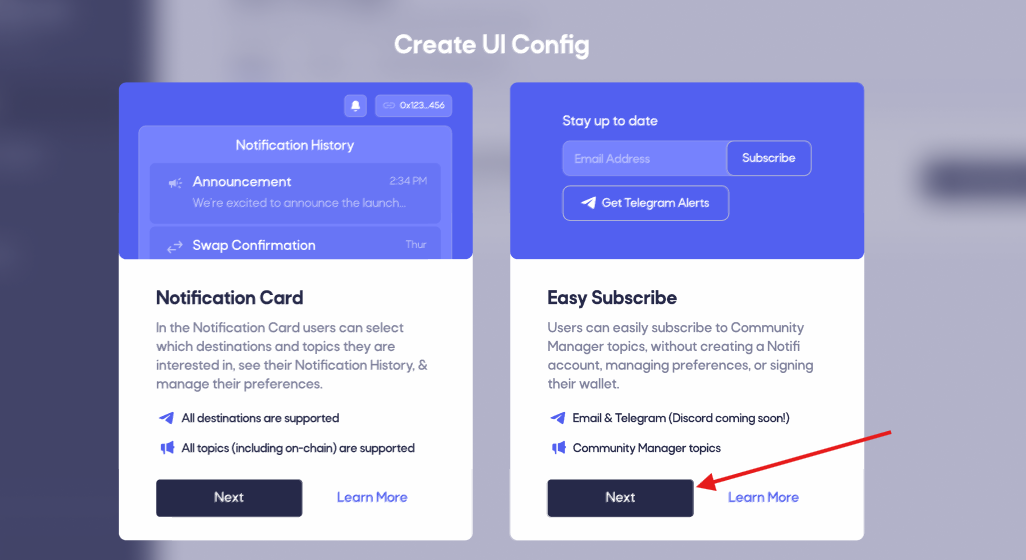 Create UI Config
0x123...456
Notification History
Announcement
2:34 PM
We're excited to announce the launch...
Swap Confirmation
Thur
Notification Card
In the Notification Card users can select
which destinations and topics they are
interested in, see their Notification History, &
manage their preferences.
All destinations are supported
All topics (including on-chain) are supported
Next
Learn More
Stay up to date
Email Address
Subscribe
Get Telegram Alerts
Easy Subscribe
Users can easily subscribe to Community
Manager topics, without creating a Notifi
account, managing preferences, or signing
their wallet.
Email & Telegram (Discord coming soon!)
Community Manager topics
Next
Learn More